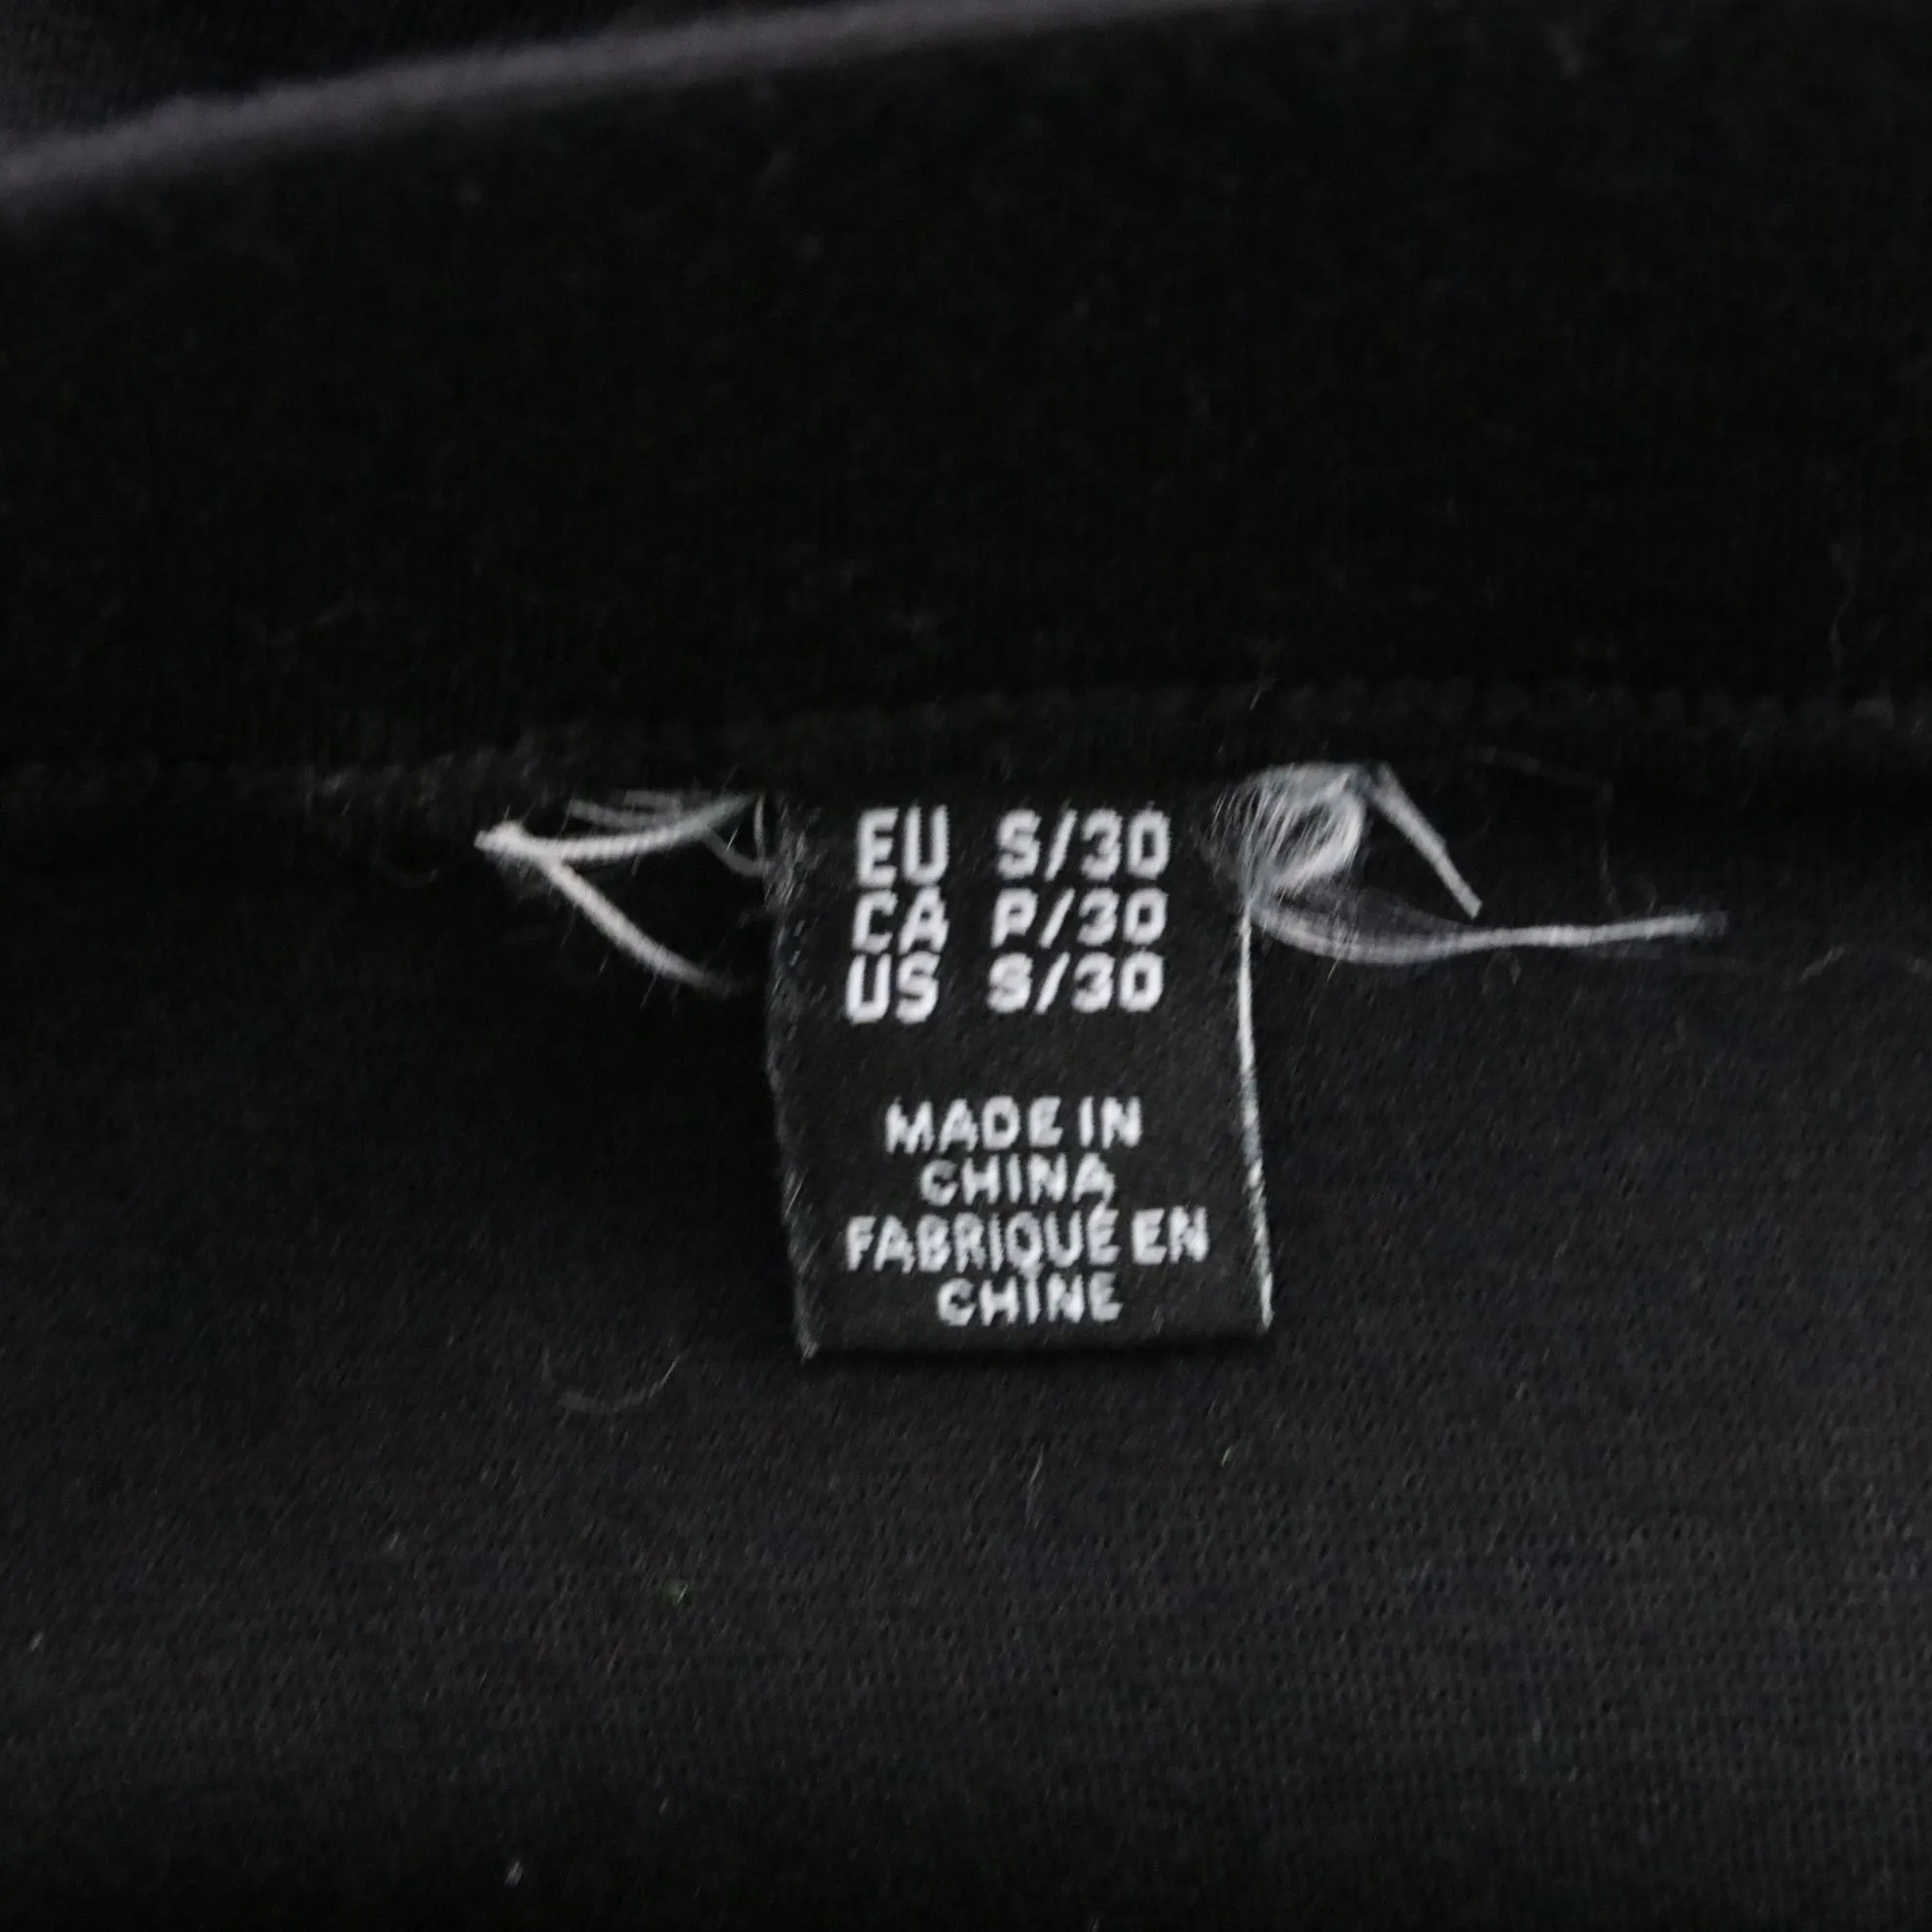 EU S/30
CA P/30
US S/30
MADE IN
CHINA
FABRIQUÉ EN
CHINE